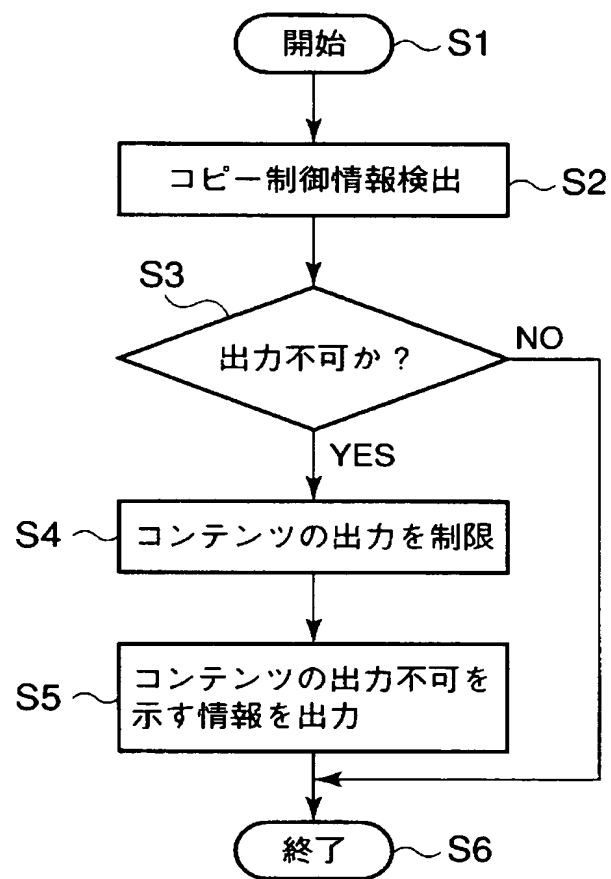 開始
S1
コピー制御情報検出
S2
S3
出力不可か？
NO
YES
S4
コンテンツの出力を制限
S5
コンテンツの出力不可を
示す情報を出力
終了
S6